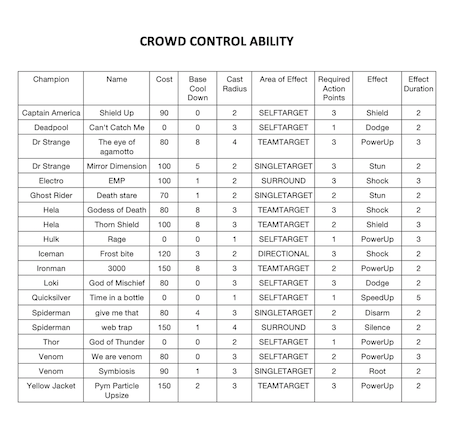 CROWD CONTROL ABILITY
Champion Name Cost Base Cool Down Cast Radius Area of Effect Required Action Points Effect Effect Duration
Captain America Shield Up 90 0 2 SELFTARGET 3 Shield 2
Deadpool Can't Catch Me 0 0 3 SELFTARGET 1 Dodge 2
Dr Strange The eye of agamotto 80 8 4 TEAMTARGET 3 PowerUp 3
Dr Strange Mirror Dimension 100 5 2 SINGLETARGET 3 Stun 2
Electro EMP 100 1 2 SURROUND 3 Shock 3
Ghost Rider Death stare 70 1 2 SINGLETARGET 2 Stun 2
Hela Godess of Death 80 8 3 TEAMTARGET 3 Shock 2
Hela Thorn Shield 100 8 3 TEAMTARGET 3 Shield 2
Hulk Rage 0 0 1 SELFTARGET 1 PowerUp 3
Iceman Frost bite 120 3 2 DIRECTIONAL 3 Shock 2
Ironman 3000 150 8 3 TEAMTARGET 2 PowerUp 2
Loki God of Mischief 80 0 3 SELFTARGET 2 Dodge 2
Quicksilver Time in a bottle 0 0 1 SELFTARGET 1 SpeedUp 5
Spiderman give me that 80 4 3 SINGLETARGET 2 Disarm 2
Spiderman web trap 150 1 4 SURROUND 3 Silence 2
Thor God of Thunder 0 0 2 SELFTARGET 1 PowerUp 2
Venom We are venom 80 0 3 SELFTARGET 2 PowerUp 3
Venom Symbiosis 90 1 3 SINGLETARGET 2 Root 2
Yellow Jacket Pym Particle Upsize 150 2 3 TEAMTARGET 3 PowerUp 2